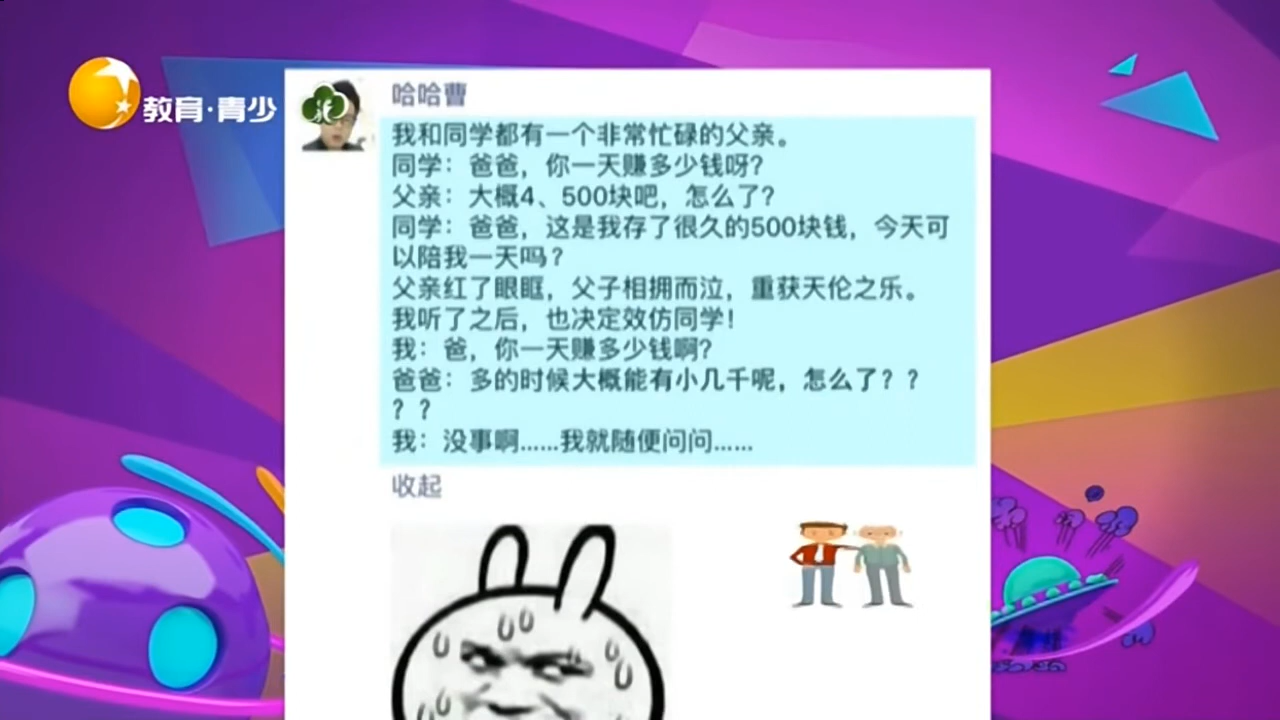 教育·青少
哈哈曹
我和同学都有一个非常忙碌的父亲。
同学：爸爸，你一天赚多少钱呀？
父亲：大概4、500块吧，怎么了？
同学：爸爸，这是我存了很久的500块钱，今天可
以陪我一天吗？
父亲红了眼眶，父子相拥而泣，重获天伦之乐。
我听了之后，也决定效仿同学！
我：爸，你一天赚多少钱啊？
爸爸：多的时候大概能有小几千呢，怎么了？？
？？
我：没事啊……我就随便问问……
收起